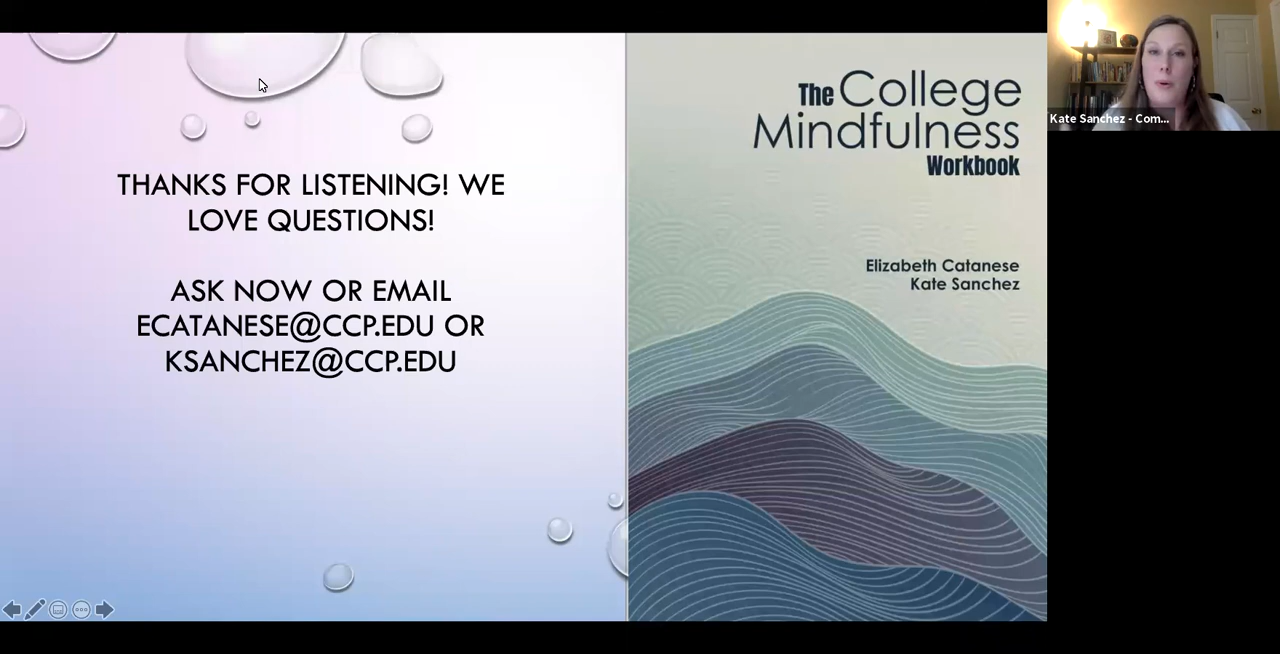 THANKS FOR LISTENING! WE
LOVE QUESTIONS!
ASK NOW OR EMAIL
ECATANESE@CCP.EDU OR
KSANCHEZ@CCP.EDU
The College
Mindfulness
Workbook
Elizabeth Catanese
Kate Sanchez
Kate Sanchez - Com...